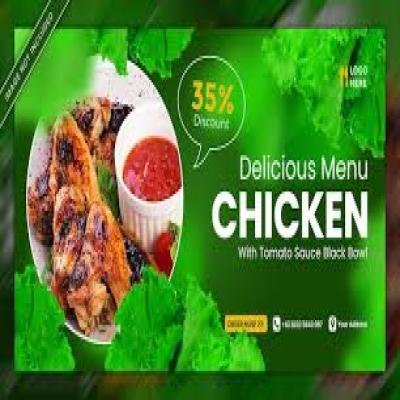 IMAGE NOT INCLUDED
LOGO
HERE
35%
Discount
Delicious Menu
CHICKEN
With Tomato Sauce Black Bowl
ORDER NOW
Your Address